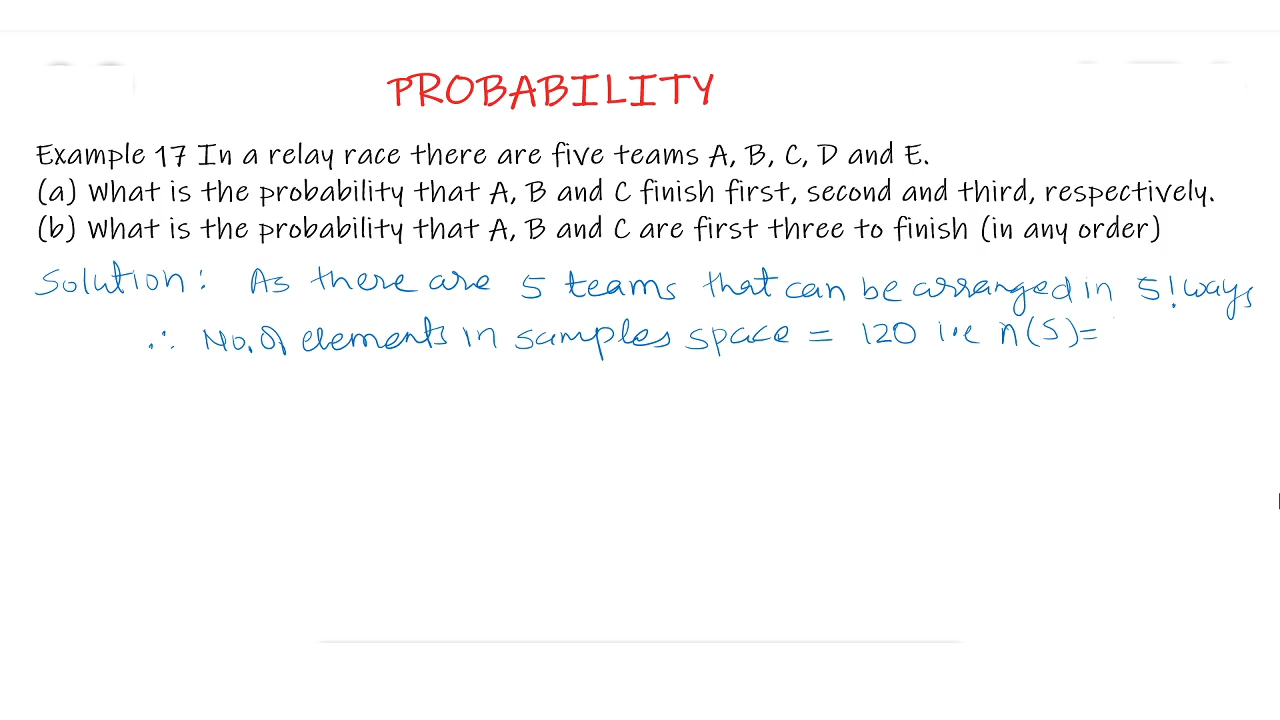 PROBABILITY
Example 17 In a relay race there are five teams A, B, C, D and E.
(a) What is the probability that A, B and C finish first, second and third, respectively.
(b) What is the probability that A, B and C are first three to finish (in any order)
Solution: As there are 5 teams that can be arranged in 5! ways
∴ No. of elements in samples space = 120 i.e n(S)=